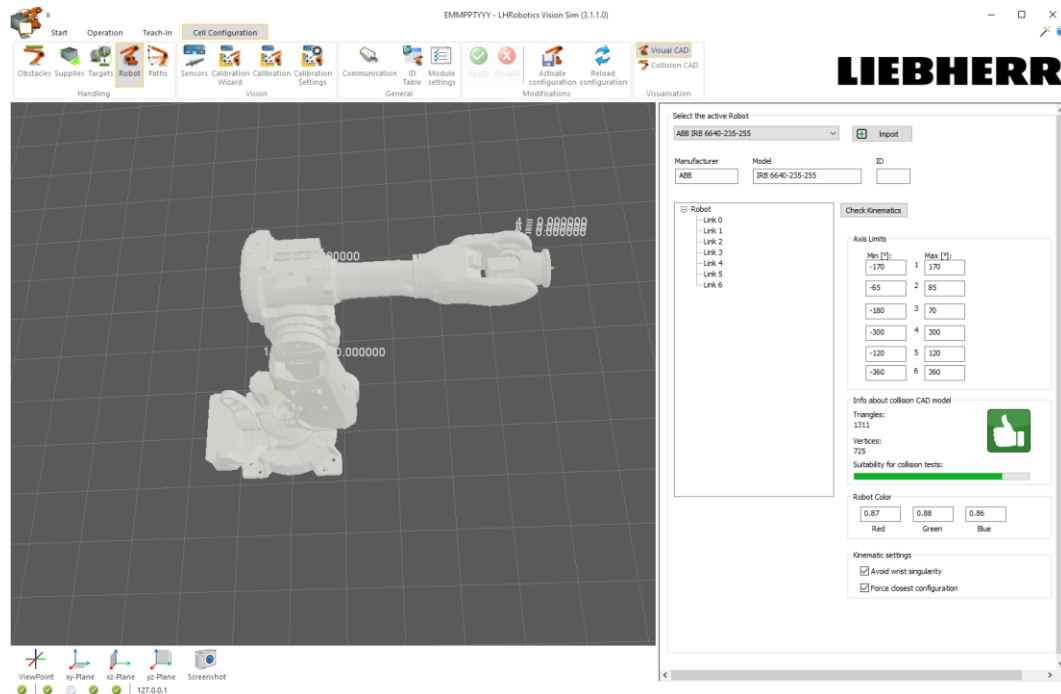 EMMPPTYYY - LHRobotics Vision Sim (3.1.1.0)
Start Operation Teach-In Cell Configuration
Obstacles Supplies Targets Robot Paths
Handling
Sensors Calibration Wizard Calibration Calibration Settings
Vision
Communication ID Table Module settings
General
Apply Discard Activate configuration Reload configuration
Modifications
Visual CAD
Collision CAD
Visualisation
LIEBHERR
0.000000
Select the active Robot
ABB IRB 6640-235-255
Import
Manufacturer Model ID
ABB IRB 6640-235-255
Robot
Link 0
Link 1
Link 2
Link 3
Link 4
Link 5
Link 6
Check Kinematics
Axis Limits
Min [°]: Max [°]:
-170 1 170
-65 2 85
-180 3 70
-300 4 300
-120 5 120
-360 6 360
Info about collision CAD model
Triangles:
1311
Vertices:
725
Suitability for collision tests:
Robot Color
0.87 0.88 0.86
Red Green Blue
Kinematic settings
Avoid wrist singularity
Force closest configuration
ViewPoint xy-Plane xz-Plane yz-Plane Screenshot
127.0.0.1